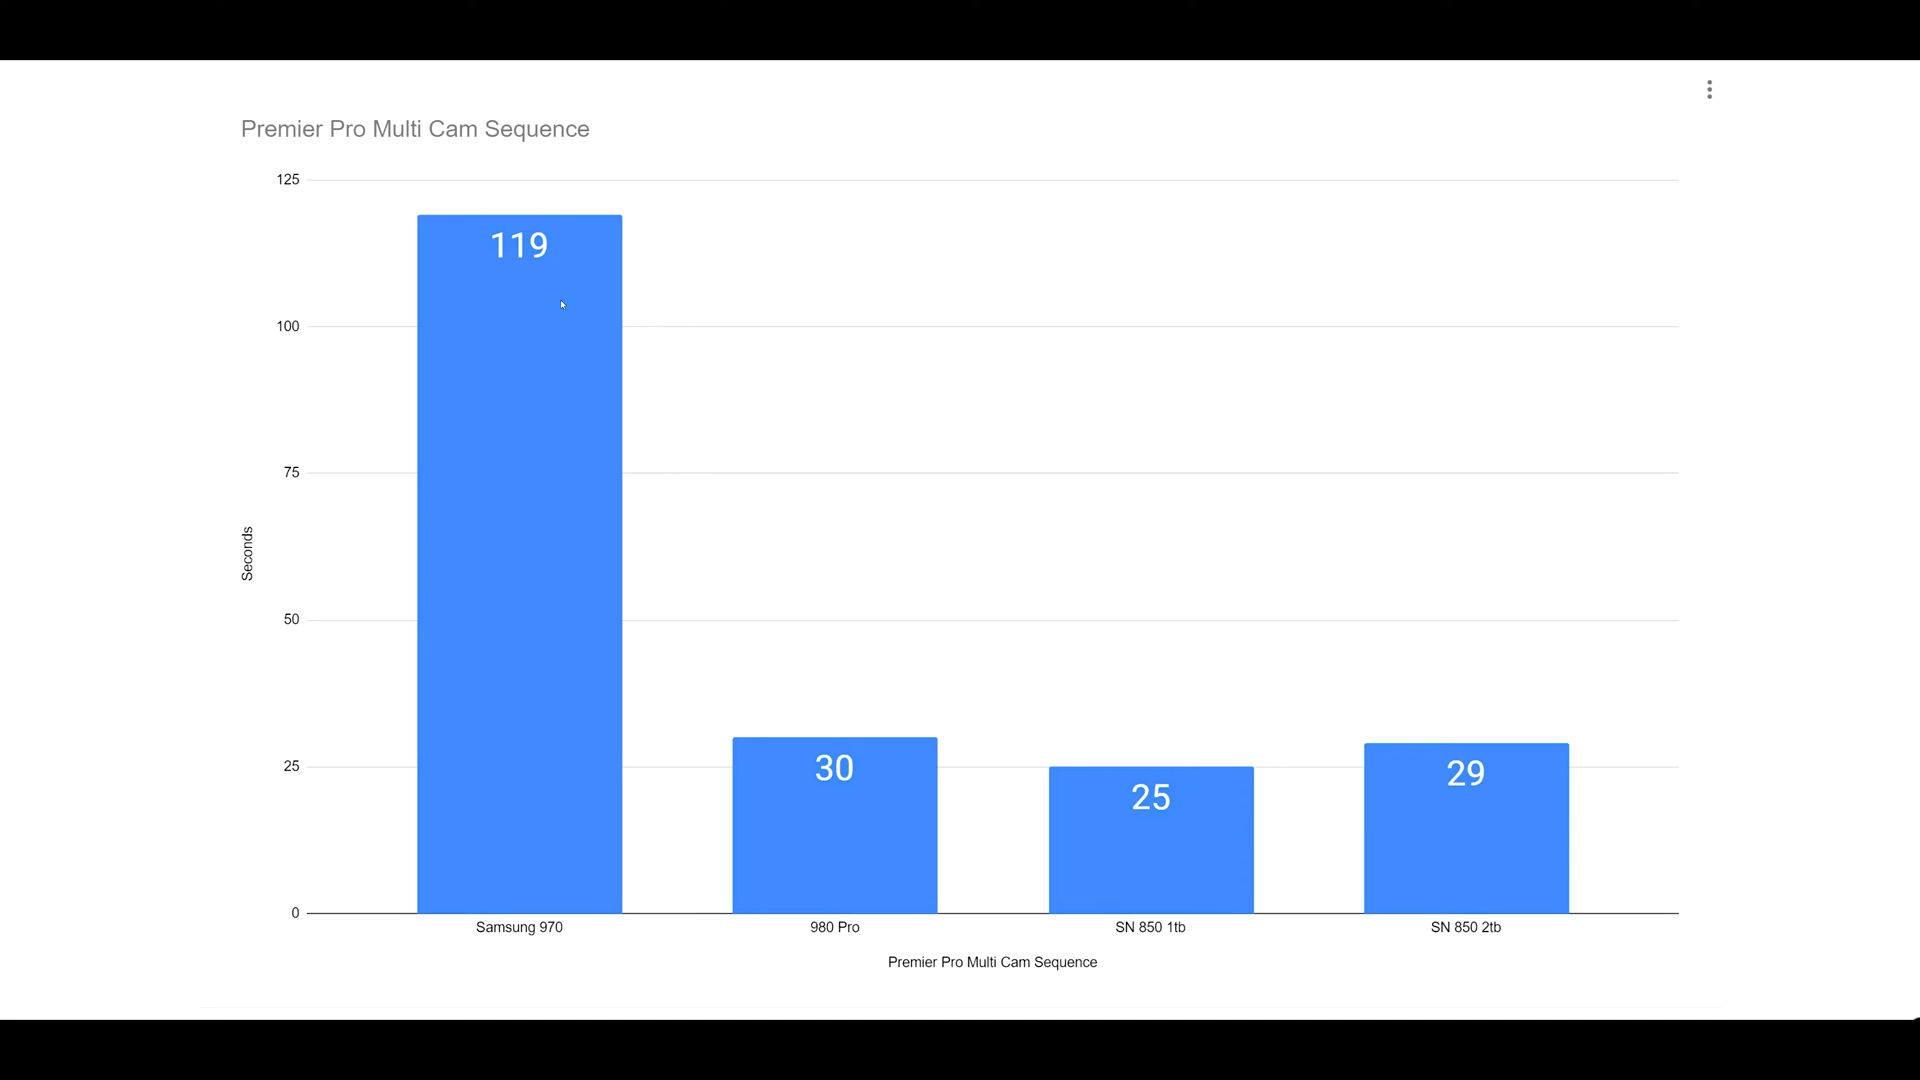 Premier Pro Multi Cam Sequence
125
119
100
75
Seconds
50
25
30
25
29
0
Samsung 970
980 Pro
SN 850 1tb
SN 850 2tb
Premier Pro Multi Cam Sequence